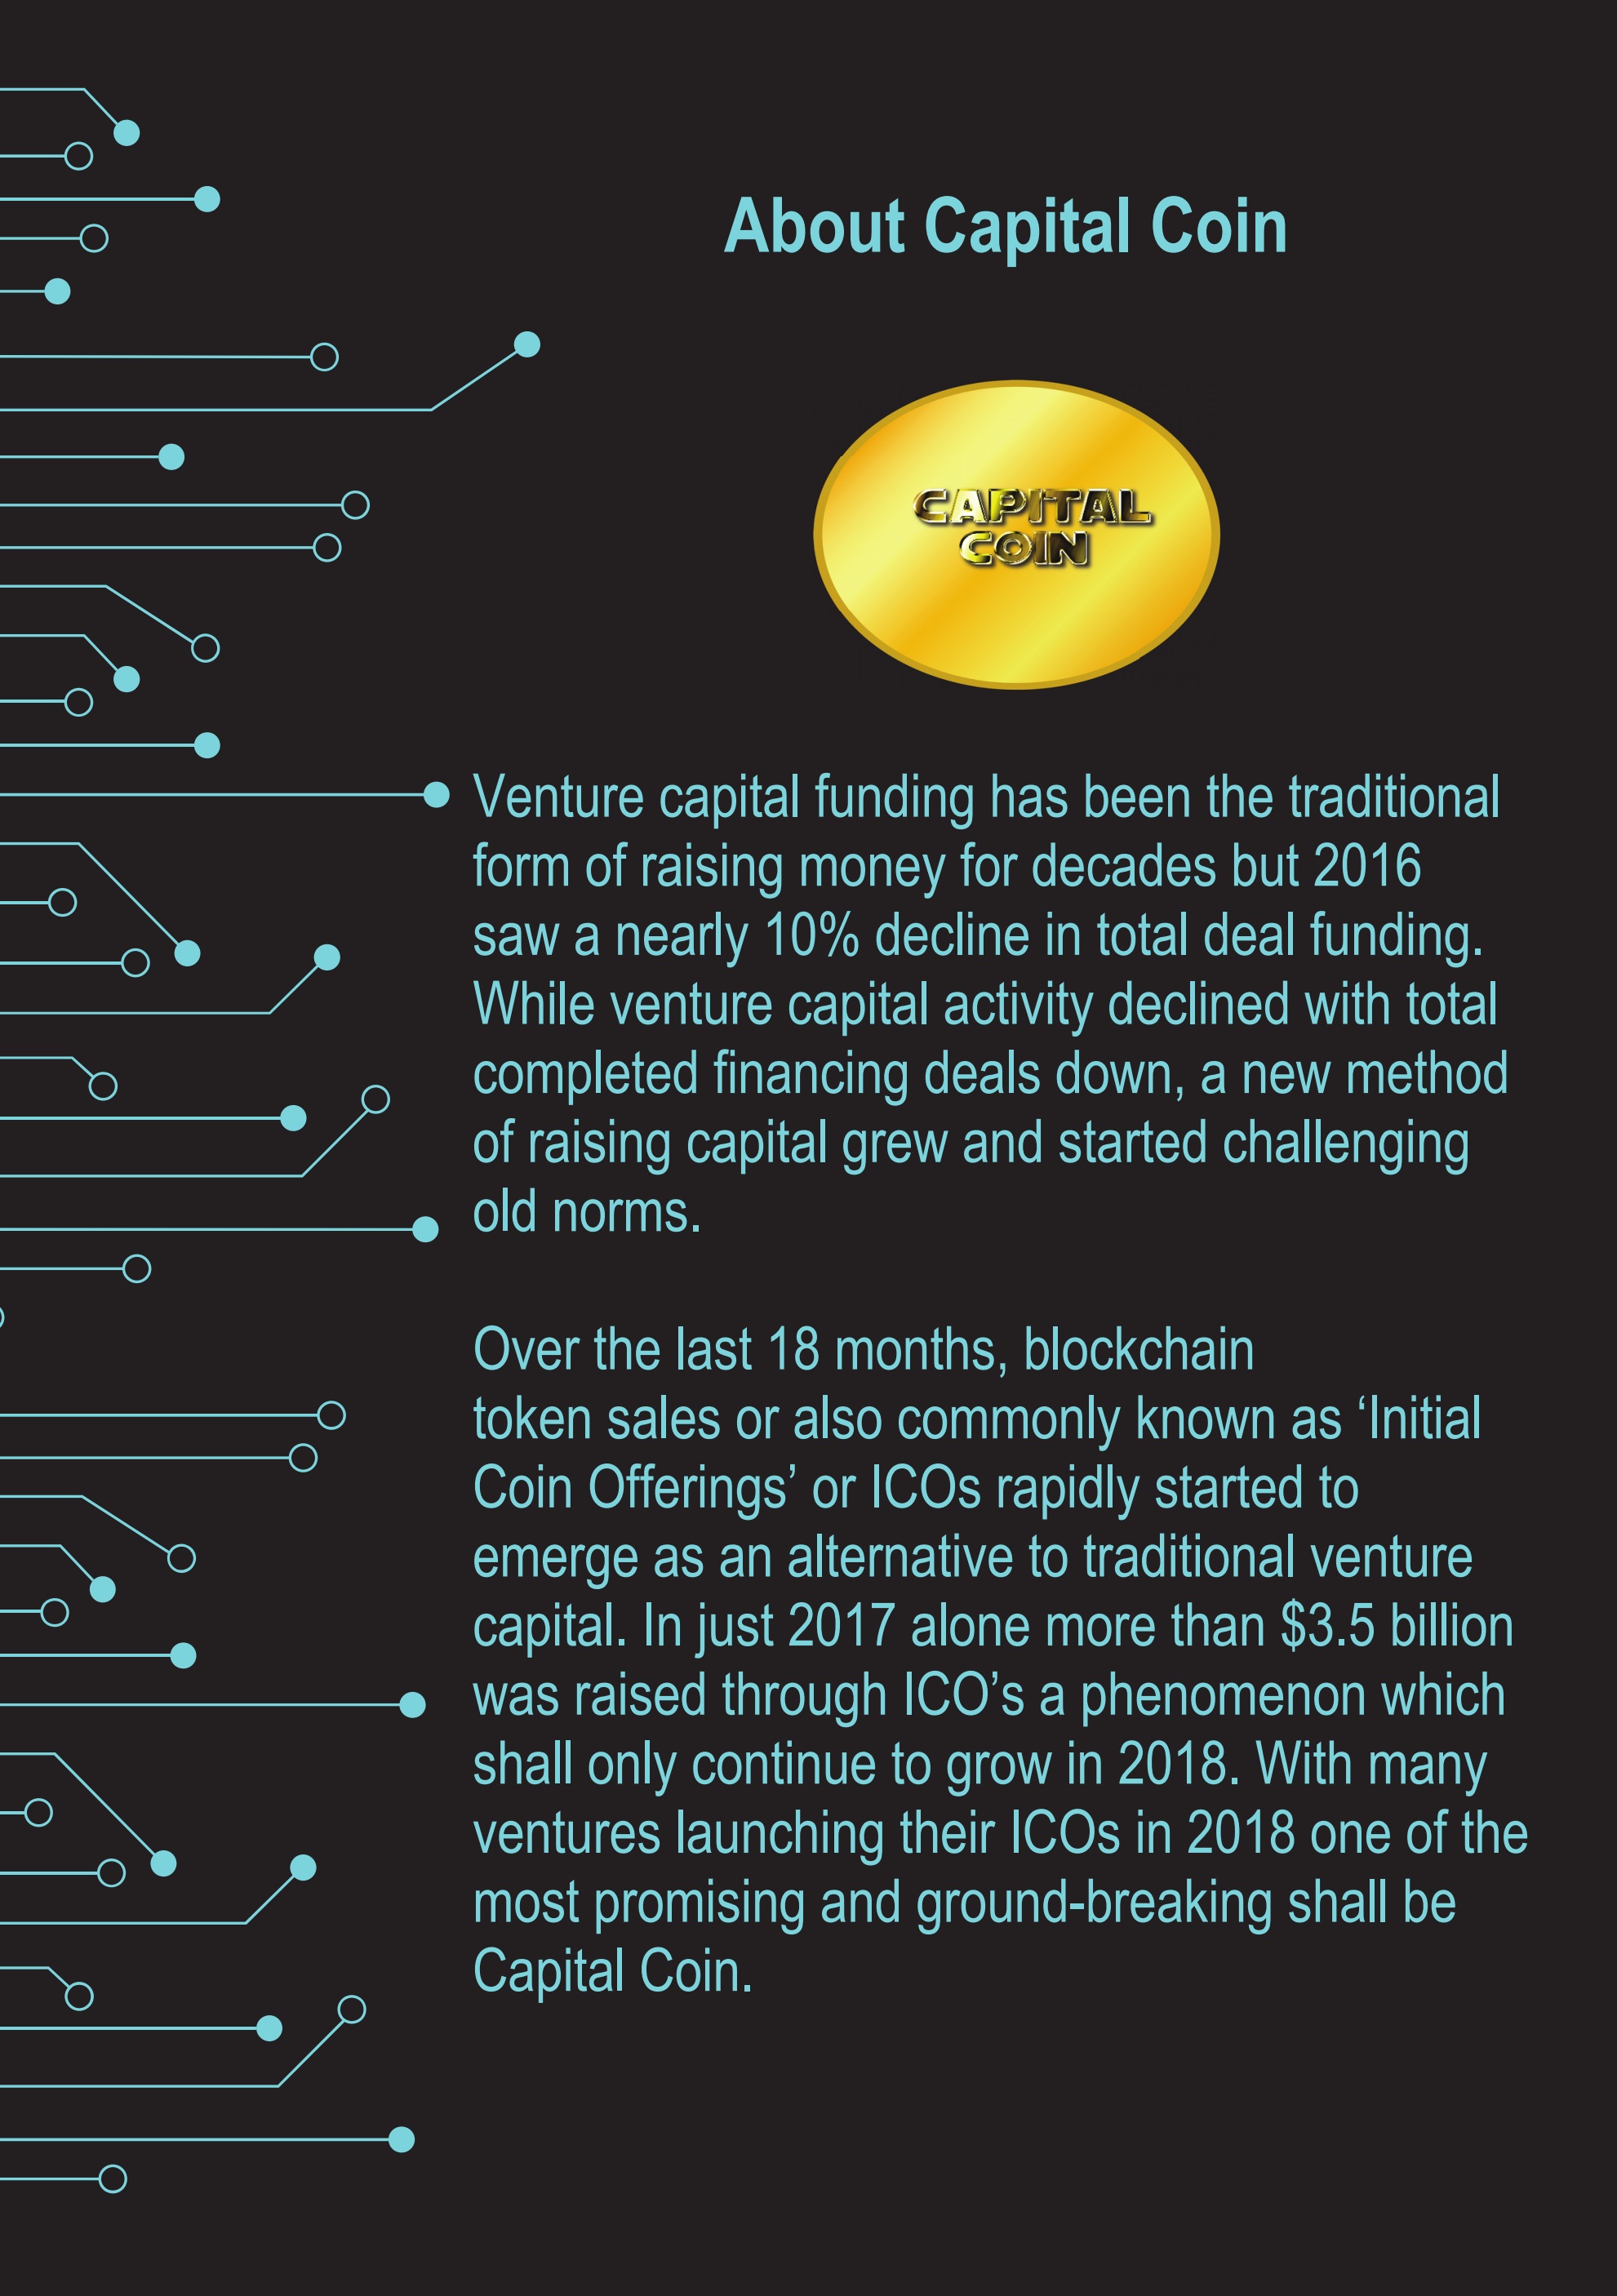 About Capital Coin
CAPITAL
COIN
Venture capital funding has been the traditional
form of raising money for decades but 2016
saw a nearly 10% decline in total deal funding.
While venture capital activity declined with total
completed financing deals down, a new method
of raising capital grew and started challenging
old norms.
Over the last 18 months, blockchain
token sales or also commonly known as ‘Initial
Coin Offerings’ or ICOs rapidly started to
emerge as an alternative to traditional venture
capital. In just 2017 alone more than $3.5 billion
was raised through ICO’s a phenomenon which
shall only continue to grow in 2018. With many
ventures launching their ICOs in 2018 one of the
most promising and ground-breaking shall be
Capital Coin.